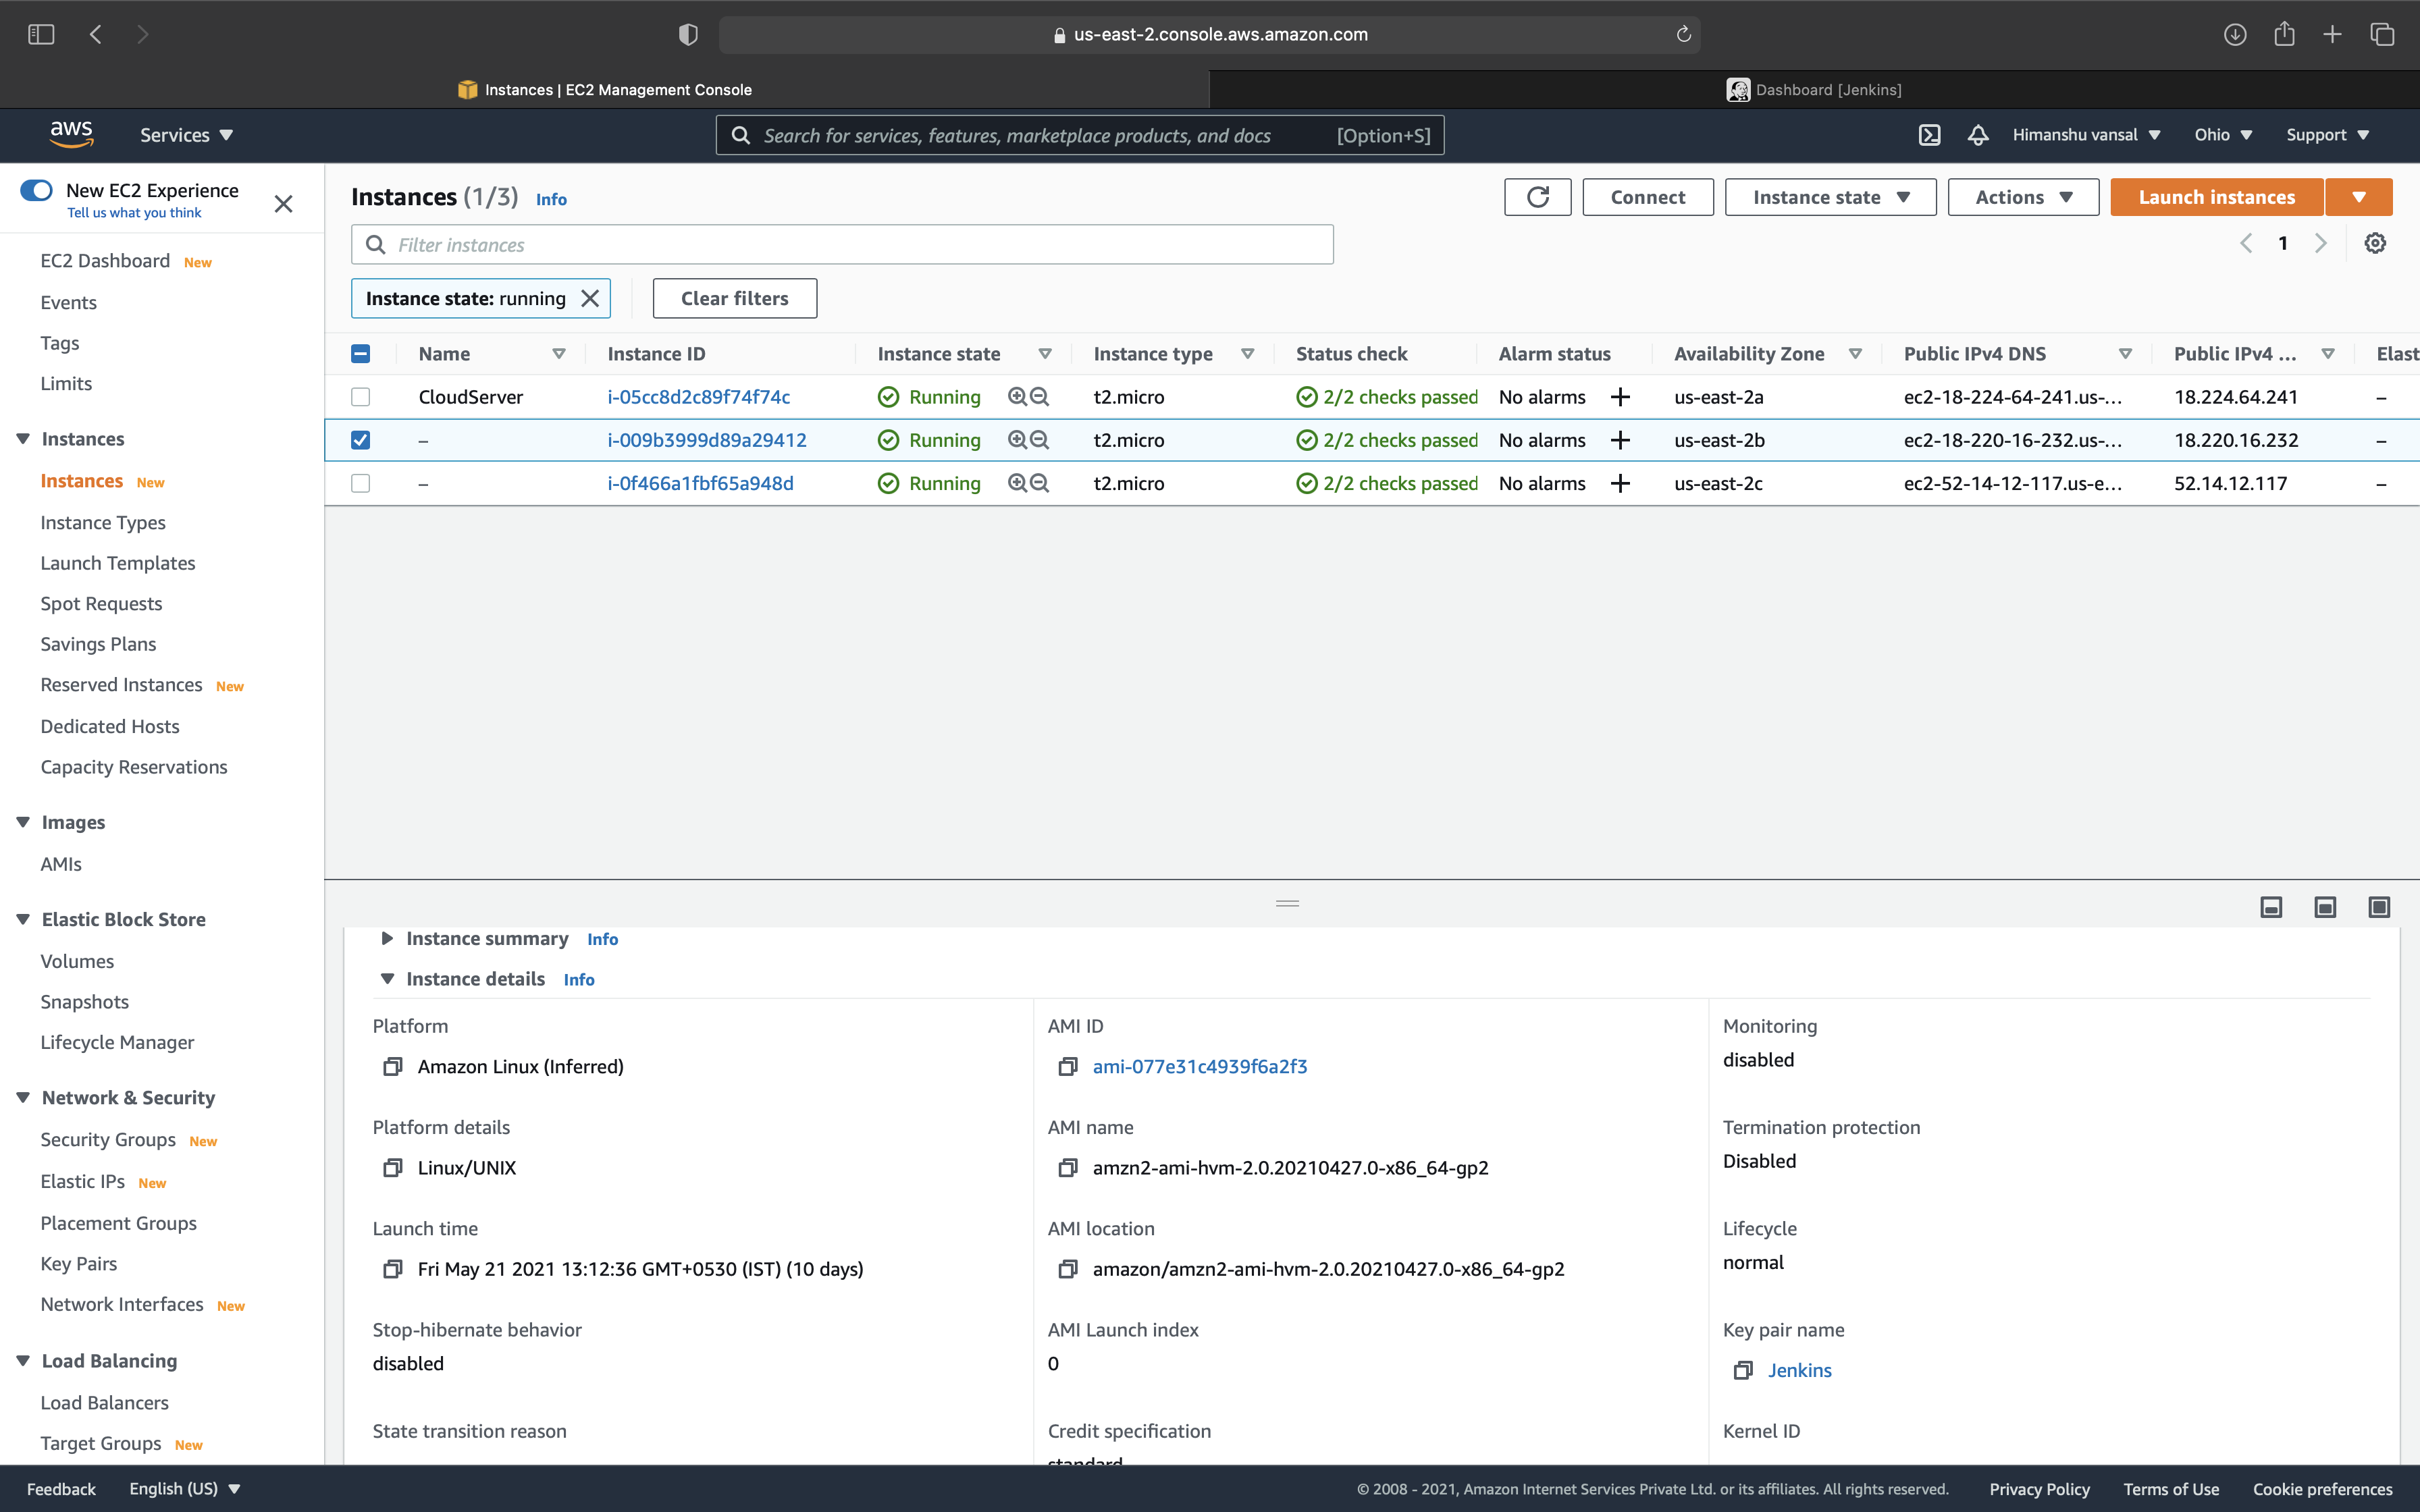 us-east-2.console.aws.amazon.com
Instances | EC2 Management Console
Dashboard [Jenkins]
aws
Services
Search for services, features, marketplace products, and docs [Option+S]
Himanshu vansal
Ohio
Support
New EC2 Experience
Tell us what you think
EC2 Dashboard New
Events
Tags
Limits
Instances
Instances New
Instance Types
Launch Templates
Spot Requests
Savings Plans
Reserved Instances New
Dedicated Hosts
Capacity Reservations
Images
AMIs
Elastic Block Store
Volumes
Snapshots
Lifecycle Manager
Network & Security
Security Groups New
Elastic IPs New
Placement Groups
Key Pairs
Network Interfaces New
Load Balancing
Load Balancers
Target Groups New
Instances (1/3) Info
Connect
Instance state
Actions
Launch instances
Filter instances
1
Instance state: running
Clear filters
Name Instance ID Instance state Instance type Status check Alarm status Availability Zone Public IPv4 DNS Public IPv4 ... Elast
CloudServer i-05cc8d2c89f74f74c Running t2.micro 2/2 checks passed No alarms + us-east-2a ec2-18-224-64-241.us-... 18.224.64.241 –
– i-009b3999d89a29412 Running t2.micro 2/2 checks passed No alarms + us-east-2b ec2-18-220-16-232.us-... 18.220.16.232 –
– i-0f466a1fbf65a948d Running t2.micro 2/2 checks passed No alarms + us-east-2c ec2-52-14-12-117.us-e... 52.14.12.117 –
Instance summary Info
Instance details Info
Platform
Amazon Linux (Inferred)
Platform details
Linux/UNIX
Launch time
Fri May 21 2021 13:12:36 GMT+0530 (IST) (10 days)
Stop-hibernate behavior
disabled
State transition reason
AMI ID
ami-077e31c4939f6a2f3
AMI name
amzn2-ami-hvm-2.0.20210427.0-x86_64-gp2
AMI location
amazon/amzn2-ami-hvm-2.0.20210427.0-x86_64-gp2
AMI Launch index
0
Credit specification
standard
Monitoring
disabled
Termination protection
Disabled
Lifecycle
normal
Key pair name
Jenkins
Kernel ID
Feedback
English (US)
© 2008 - 2021, Amazon Internet Services Private Ltd. or its affiliates. All rights reserved.
Privacy Policy
Terms of Use
Cookie preferences